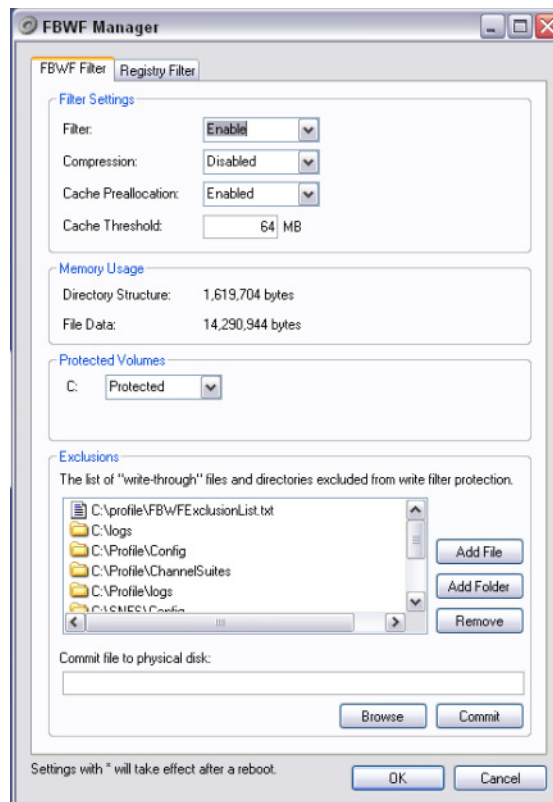 FBWF Manager
FBWF Filter Registry Filter
Filter Settings
Filter: Enable
Compression: Disabled
Cache Preallocation: Enabled
Cache Threshold: 64 MB
Memory Usage
Directory Structure: 1,619,704 bytes
File Data: 14,290,944 bytes
Protected Volumes
C: Protected
Exclusions
The list of "write-through" files and directories excluded from write filter protection.
C:\profile\FBWFExclusionList.txt
C:\logs
C:\Profile\Config
C:\Profile\ChannelSuites
C:\Profile\logs
C:\SNFS\Config
Add File
Add Folder
Remove
Commit file to physical disk:
Browse Commit
Settings with * will take effect after a reboot.
OK Cancel